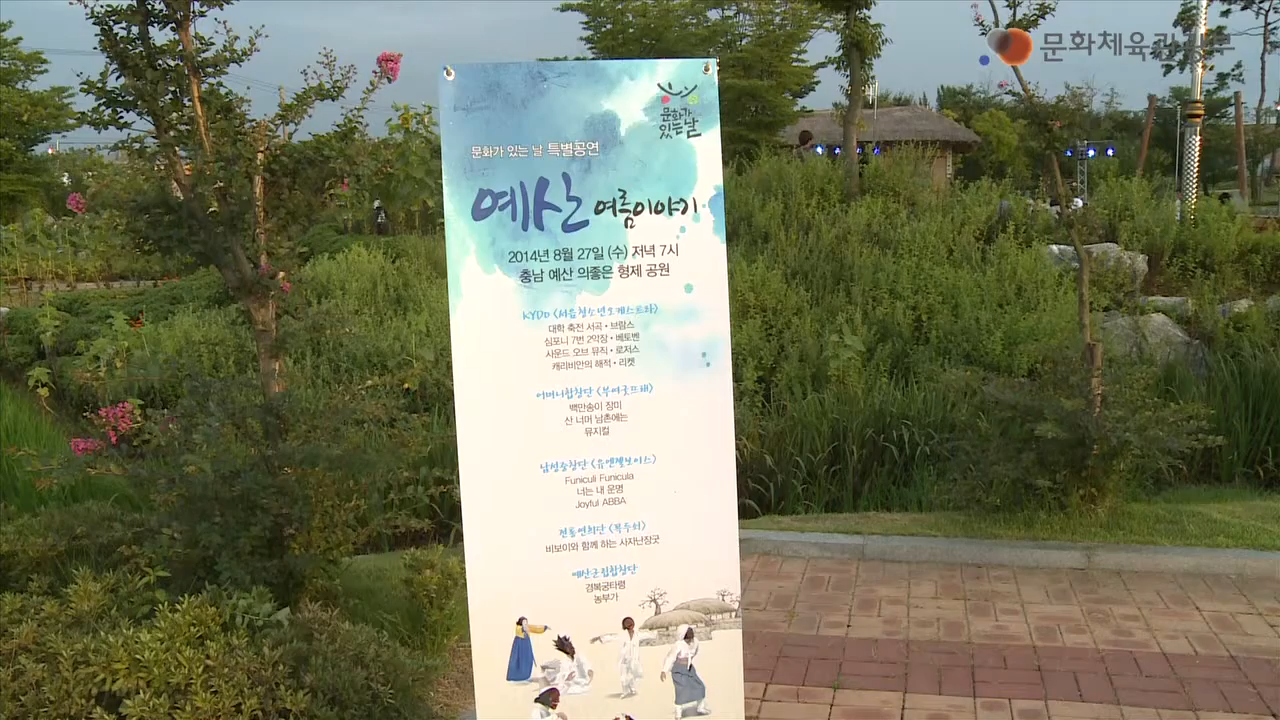 문화체육관광부
문화가
있는날
문화가 있는 날 특별공연
예산 여름이야기
2014년 8월 27일 (수) 저녁 7시
충남 예산 의좋은 형제 공원
KYDO <서읍청소년오케스트라>
대학 축전 서곡 • 브람스
심포니 7번 2악장 • 베토벤
사운드 오브 뮤직 • 로저스
캐리비안의 해적 • 리켓
어머니합창단 <부여굿뜨래>
백만송이 장미
산 너머 남촌에는
뮤지컬
남성중창단 <유엔젤보이스>
Funiculi Funicula
너는 내 운명
Joyful ABBA
전통연희단 <꼭두쇠>
비보이와 함께 하는 사자난장굿
예산군립합창단
경복궁타령
농부가